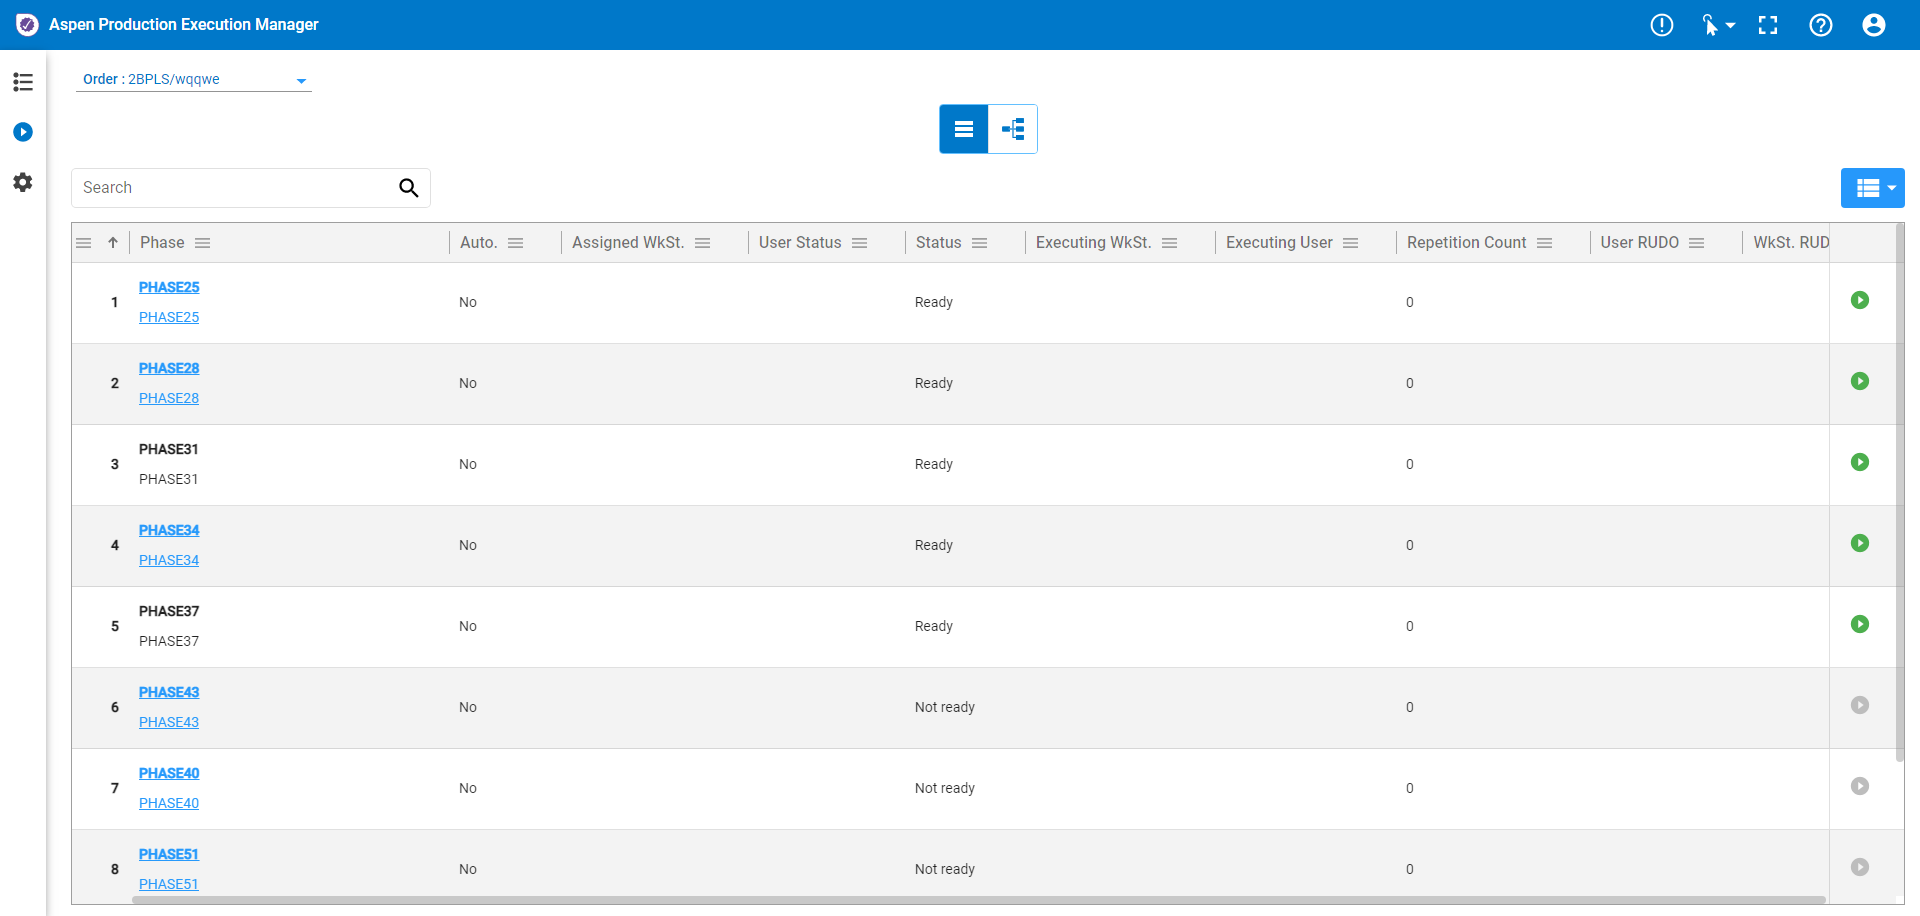 Aspen Production Execution Manager
Order : 2BPLS/wqqwe
Search
Phase Auto. Assigned WkSt. User Status Status Executing WkSt. Executing User Repetition Count User RUDO WkSt. RUD
PHASE25
1 No Ready 0
PHASE25
PHASE28
2 No Ready 0
PHASE28
PHASE31
3 No Ready 0
PHASE31
PHASE34
4 No Ready 0
PHASE34
PHASE37
5 No Ready 0
PHASE37
PHASE43
6 No Not ready 0
PHASE43
PHASE40
7 No Not ready 0
PHASE40
PHASE51
8 No Not ready 0
PHASE51